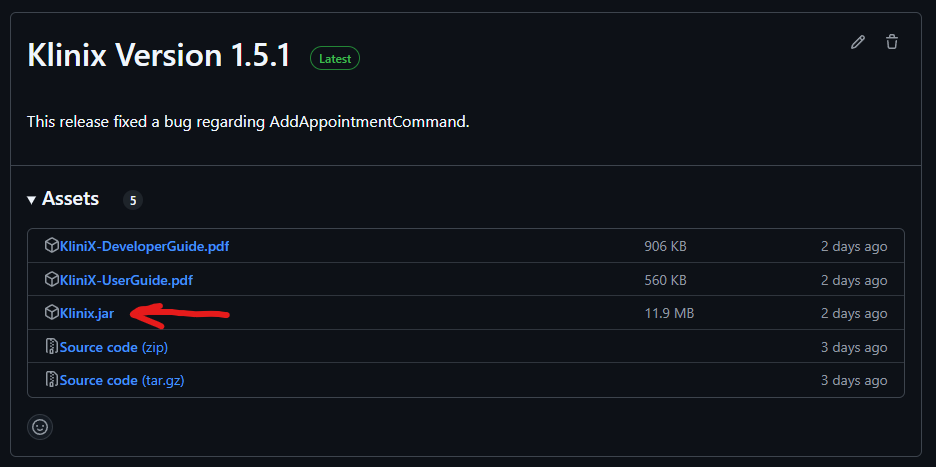 Klinix Version 1.5.1 Latest
This release fixed a bug regarding AddAppointmentCommand.
Assets 5
KliniX-DeveloperGuide.pdf 906 KB 2 days ago
KliniX-UserGuide.pdf 560 KB 2 days ago
Klinix.jar 11.9 MB 2 days ago
Source code (zip) 3 days ago
Source code (tar.gz) 3 days ago